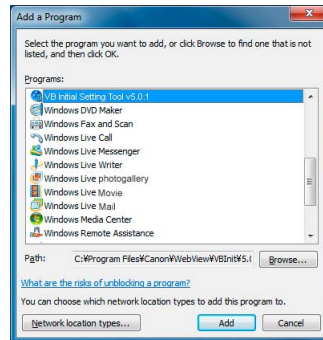 Add a Program
Select the program you want to add, or click Browse to find one that is not
listed, and then click OK.
Programs:
VB Initial Setting Tool v5.0.1
Windows DVD Maker
Windows Fax and Scan
Windows Live Call
Windows Live Messenger
Windows Live Writer
Windows Live photogallery
Windows Live Movie
Windows Live Mail
Windows Media Center
Windows Remote Assistance
Path: C:¥Program Files¥Canon¥WebView¥VBInit¥5.( Browse...
What are the risks of unblocking a program?
You can choose which network location types to add this program to.
Network location types... Add Cancel